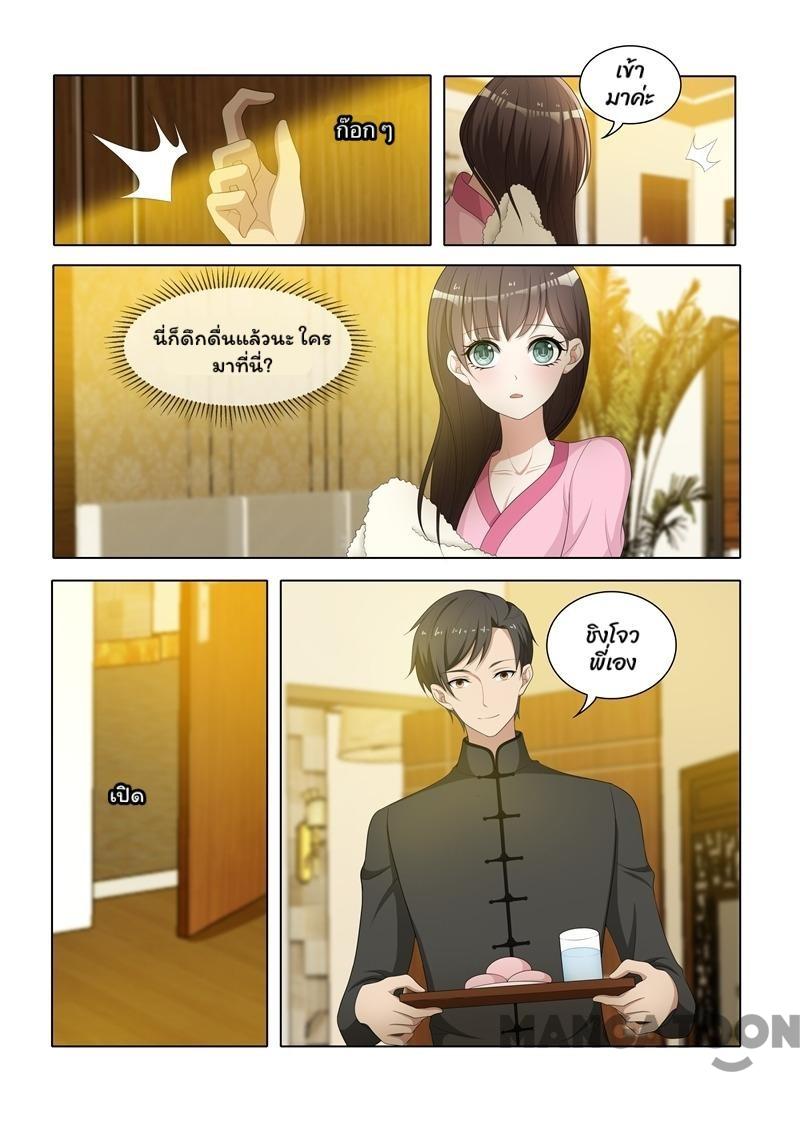 ก๊อก ๆ
เข้า
มาค่ะ
นี่ก็ดึกดื่นแล้วนะ ใคร
มาที่นี่?
เปิด
ชิงโจว
พี่เอง
MANGATOON